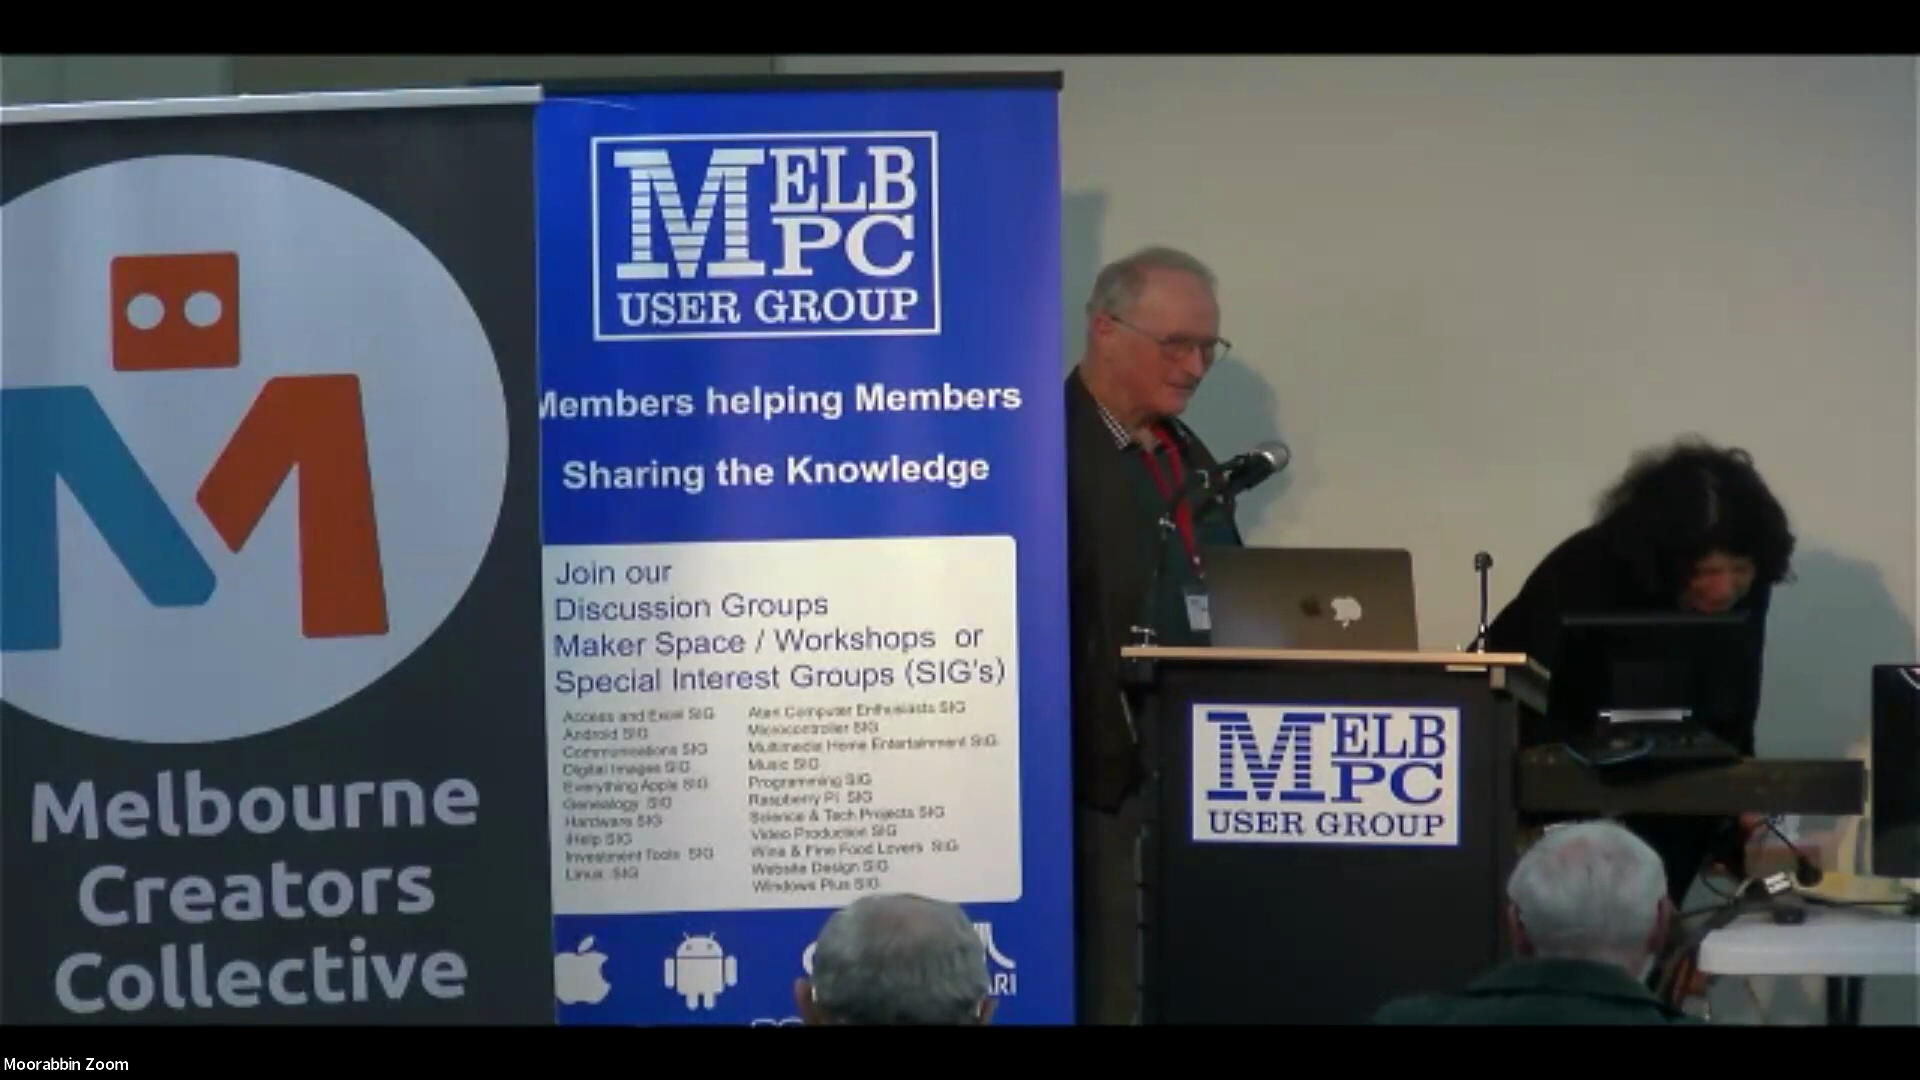 MELB
PC
USER GROUP
Members helping Members
Sharing the Knowledge
Join our
Discussion Groups
Maker Space / Workshops or
Special Interest Groups (SIG's)
Access and Excel SIG
Android SIG
Communications SIG
Digital Images SIG
Everything Apple SIG
Genealogy SIG
Hardware SIG
iHelp SIG
Investment Tools SIG
Linux SIG
Atari Computer Enthusiasts SIG
Microcontroller SIG
Multimedia Home Entertainment SIG
Music SIG
Programming SIG
Raspberry Pi SIG
Science & Tech Projects SIG
Video Production SIG
Wine & Fine Food Lovers SIG
Website Design SIG
Windows Plus SIG
Melbourne
Creators
Collective
MELB
PC
USER GROUP
Moorabbin Zoom